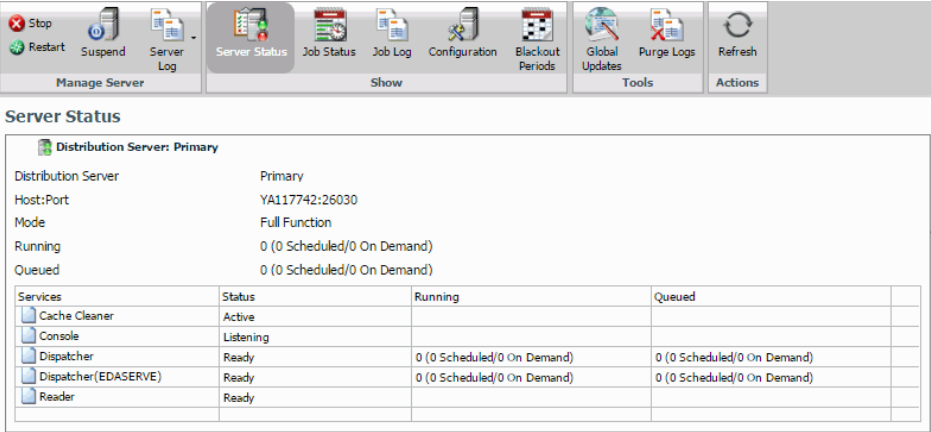 Stop
Restart
Suspend
Server Log
Manage Server
Server Status
Job Status
Job Log
Configuration
Blackout Periods
Show
Global Updates
Purge Logs
Tools
Refresh
Actions
Server Status
Distribution Server: Primary
Distribution Server Primary
Host:Port YA117742:26030
Mode Full Function
Running 0 (0 Scheduled/0 On Demand)
Queued 0 (0 Scheduled/0 On Demand)
Services Status Running Queued
Cache Cleaner Active
Console Listening
Dispatcher Ready 0 (0 Scheduled/0 On Demand) 0 (0 Scheduled/0 On Demand)
Dispatcher(EDASERVE) Ready 0 (0 Scheduled/0 On Demand) 0 (0 Scheduled/0 On Demand)
Reader Ready